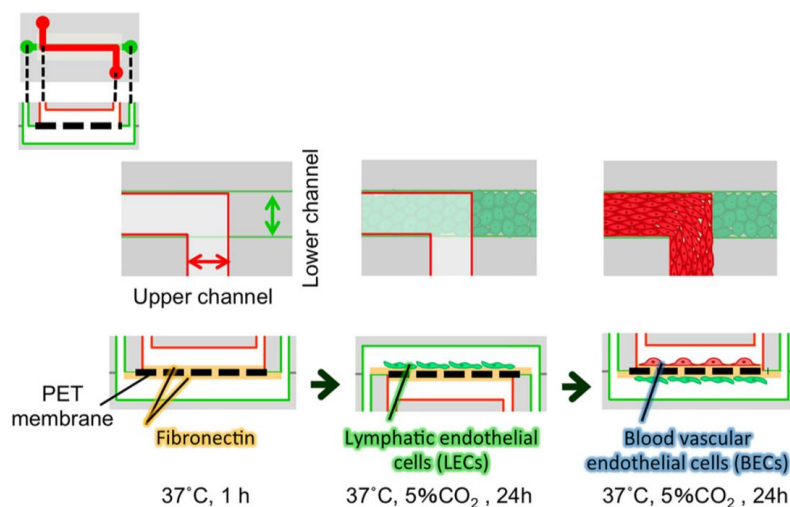 Lower channel
Upper channel
PET
membrane
Fibronectin
Lymphatic endothelial
cells (LECs)
Blood vascular
endothelial cells (BECs)
37˚C, 1 h
37˚C, 5%CO₂ , 24h
37˚C, 5%CO₂ , 24h